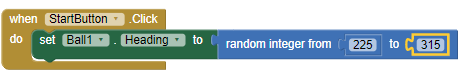 when StartButton .Click
do set Ball1 . Heading to random integer from 225 to 315